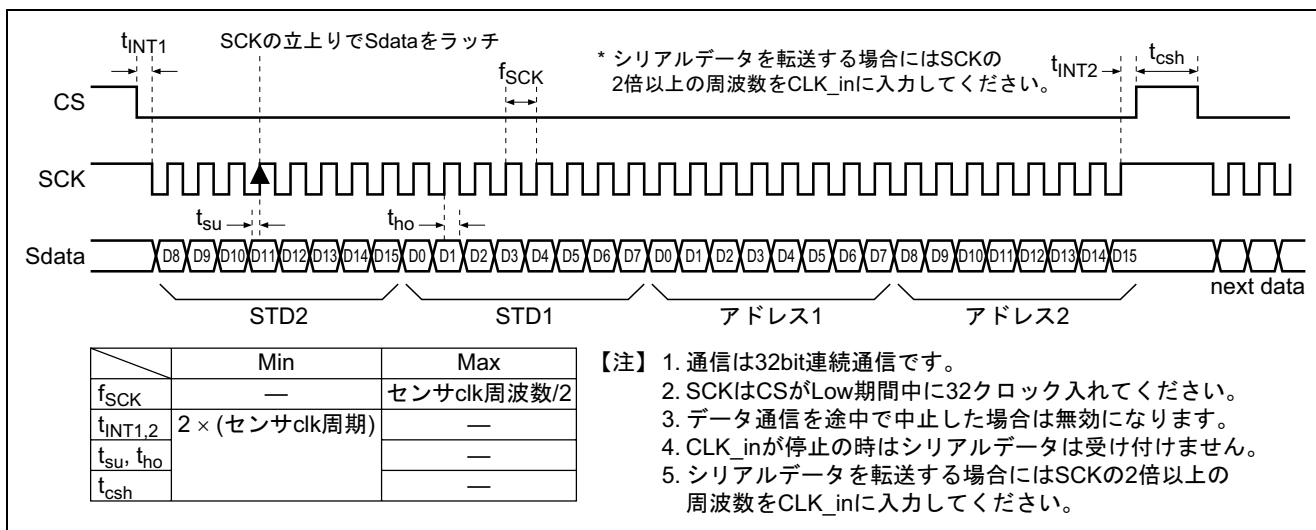 tINT1
SCKの立上りでSdataをラッチ
* シリアルデータを転送する場合にはSCKの
2倍以上の周波数をCLK_inに入力してください。
fSCK
tINT2
tcsh
CS
SCK
tsu
tho
Sdata
D8 D9 D10 D11 D12 D13 D14 D15 D0 D1 D2 D3 D4 D5 D6 D7 D0 D1 D2 D3 D4 D5 D6 D7 D8 D9 D10 D11 D12 D13 D14 D15
next data
STD2 STD1 アドレス1 アドレス2
Min Max
fSCK — センサclk周波数/2
tINT1,2 2 × (センサclk周期) —
tsu, tho —
tcsh —
【注】 1. 通信は32bit連続通信です。
2. SCKはCSがLow期間中に32クロック入れてください。
3. データ通信を途中で中止した場合は無効になります。
4. CLK_inが停止の時はシリアルデータは受け付けません。
5. シリアルデータを転送する場合にはSCKの2倍以上の
周波数をCLK_inに入力してください。